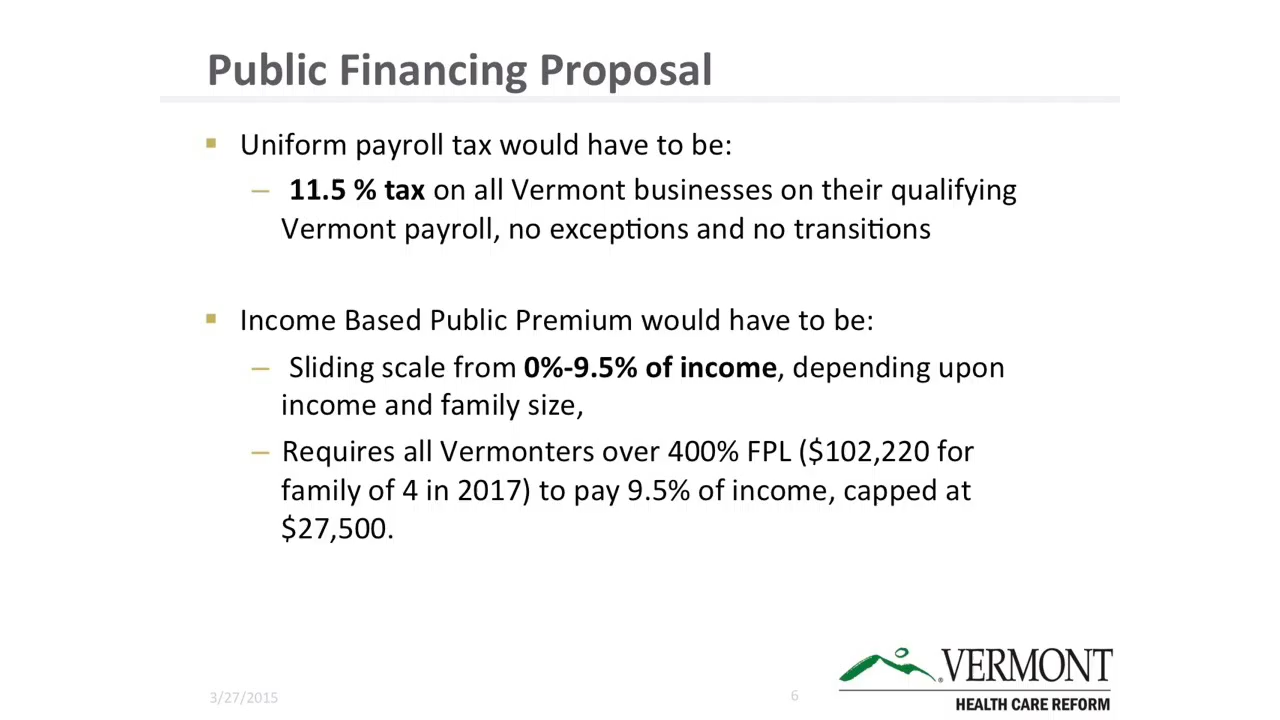 Public Financing Proposal
▪ Uniform payroll tax would have to be:
– 11.5 % tax on all Vermont businesses on their qualifying
Vermont payroll, no exceptions and no transitions
▪ Income Based Public Premium would have to be:
– Sliding scale from 0%-9.5% of income, depending upon
income and family size,
– Requires all Vermonters over 400% FPL ($102,220 for
family of 4 in 2017) to pay 9.5% of income, capped at
$27,500.
3/27/2015
6
VERMONT
HEALTH CARE REFORM